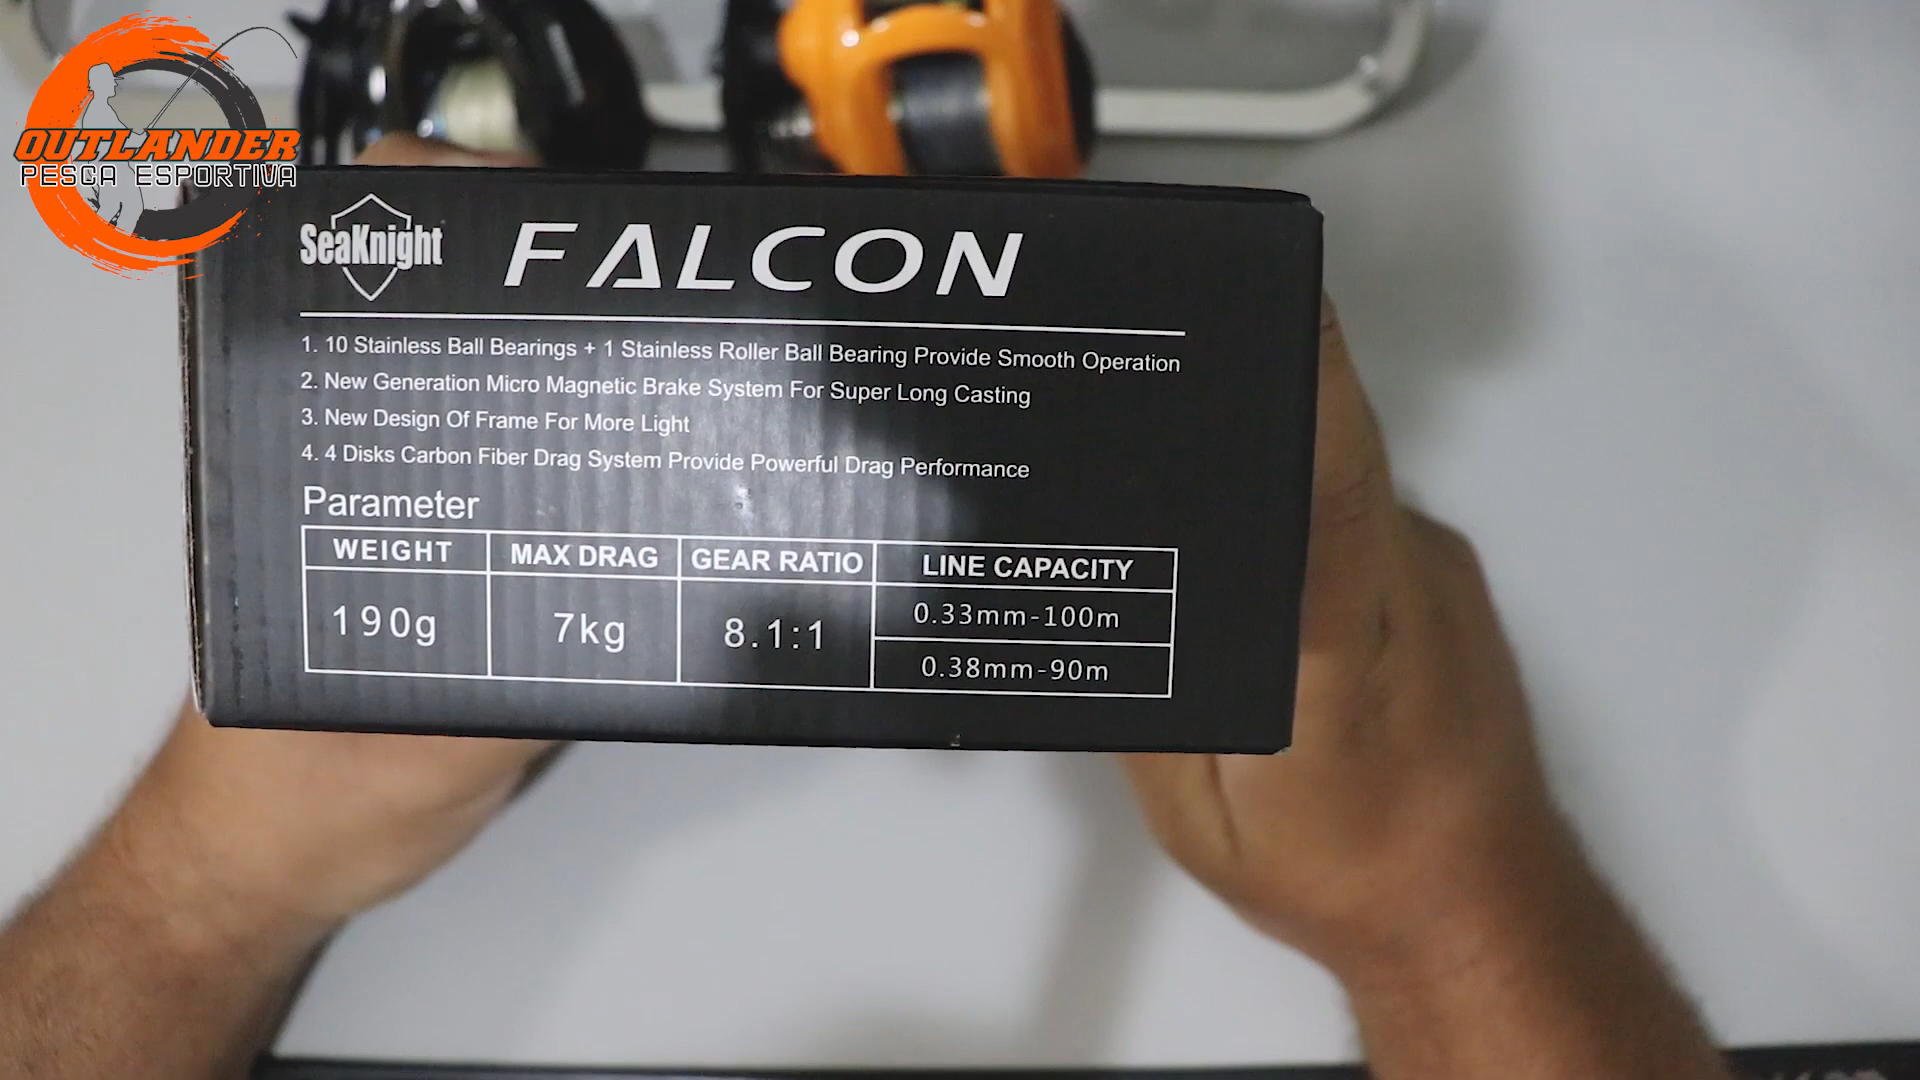 OUTLANDER
PESCA ESPORTIVA
SeaKnight
FALCON
1. 10 Stainless Ball Bearings + 1 Stainless Roller Ball Bearing Provide Smooth Operation
2. New Generation Micro Magnetic Brake System For Super Long Casting
3. New Design Of Frame For More Light
4. 4 Disks Carbon Fiber Drag System Provide Powerful Drag Performance
Parameter
WEIGHT MAX DRAG GEAR RATIO LINE CAPACITY
190g 7kg 8.1:1 0.33mm-100m
0.38mm-90m